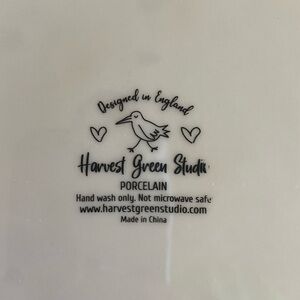 Designed in England
Harvest Green Studio
PORCELAIN
Hand wash only. Not microwave safe
www.harvestgreenstudio.com
Made in China